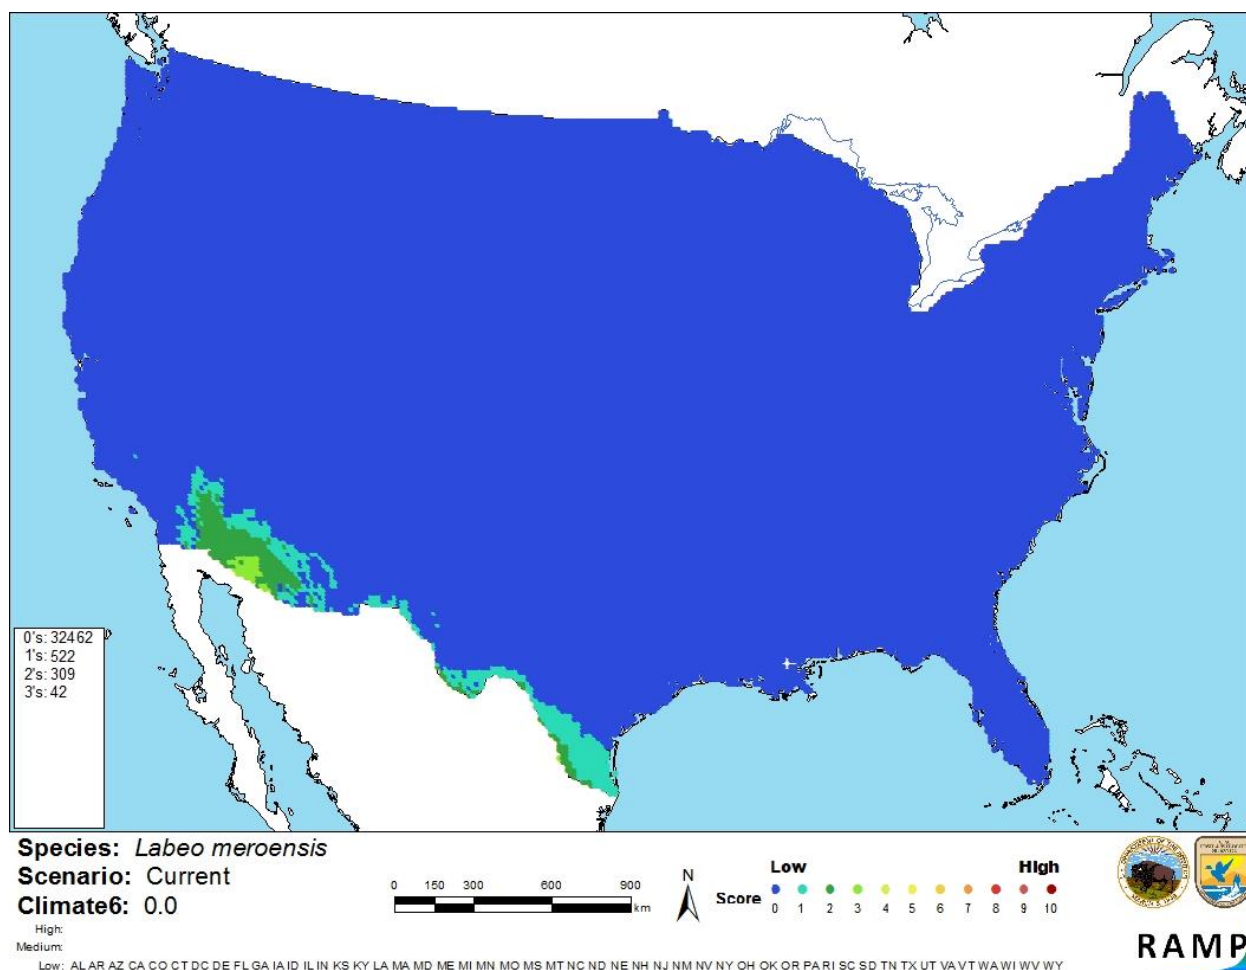 0's: 32462
1's: 522
2's: 309
3's: 42
Species: Labeo meroensis
Scenario: Current
Climate6: 0.0
High:
Medium:
Low: AL AR AZ CA CO CT DC DE FL GA IA ID IL IN KS KY LA MA MD ME MI MN MO MS MT NC ND NE NH NJ NM NV NY OH OK OR PA RI SC SD TN TX UT VA VT WA WI WV WY
0 150 300 600 900
km
N
Low High
Score
0 1 2 3 4 5 6 7 8 9 10
RAMP